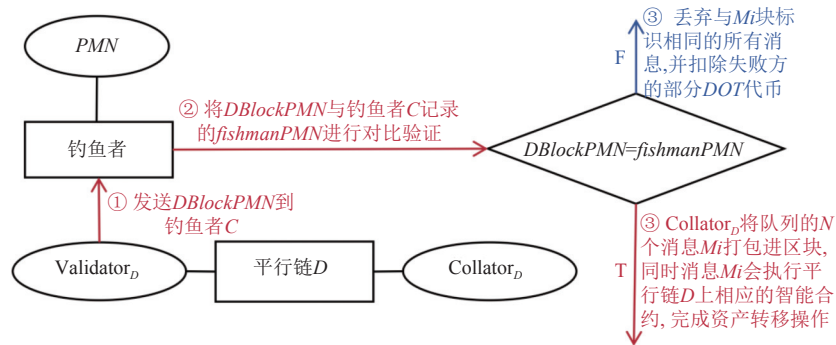 PMN
钓鱼者
① 发送DBlockPMN到
钓鱼者C
Validator_D
平行链D
Collator_D
② 将DBlockPMN与钓鱼者C记录
的fishmanPMN进行对比验证
DBlockPMN=fishmanPMN
F
③ 丢弃与Mi块标
识相同的所有消
息,并扣除失败方
的部分DOT代币
T
③ Collator_D将队列的N
个消息Mi打包进区块,
同时消息Mi会执行平
行链D上相应的智能合
约, 完成资产转移操作